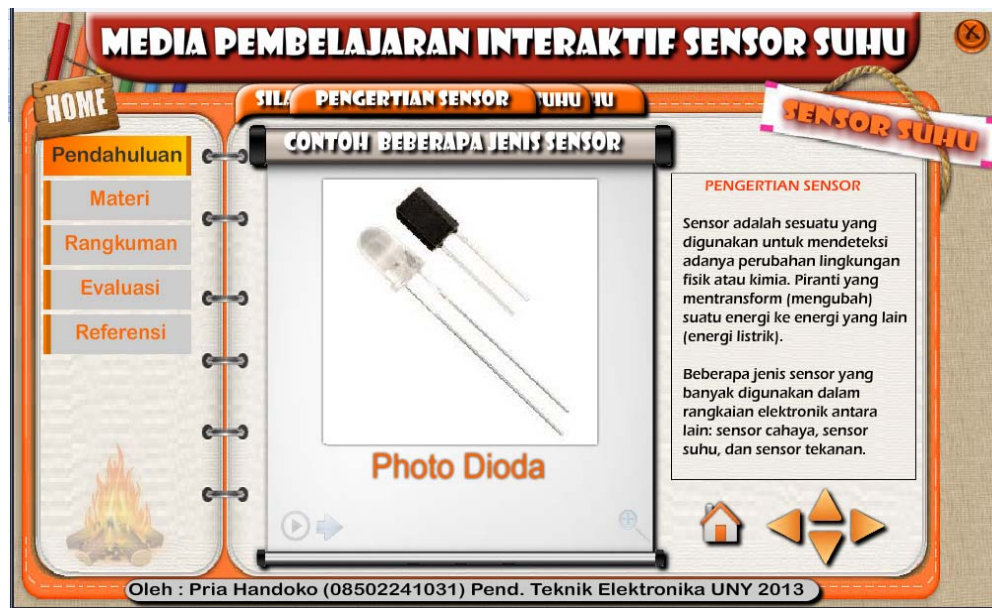 MEDIA PEMBELAJARAN INTERAKTIF SENSOR SUHU
HOME
SILA
PENGERTIAN SENSOR
SUHU
SENSOR SUHU
CONTOH BEBERAPA JENIS SENSOR
Pendahuluan
Materi
Rangkuman
Evaluasi
Referensi
Photo Dioda
PENGERTIAN SENSOR
Sensor adalah sesuatu yang
digunakan untuk mendeteksi
adanya perubahan lingkungan
fisik atau kimia. Piranti yang
mentransform (mengubah)
suatu energi ke energi yang lain
(energi listrik).
Beberapa jenis sensor yang
banyak digunakan dalam
rangkaian elektronik antara
lain: sensor cahaya, sensor
suhu, dan sensor tekanan.
Oleh : Pria Handoko (08502241031) Pend. Teknik Elektronika UNY 2013